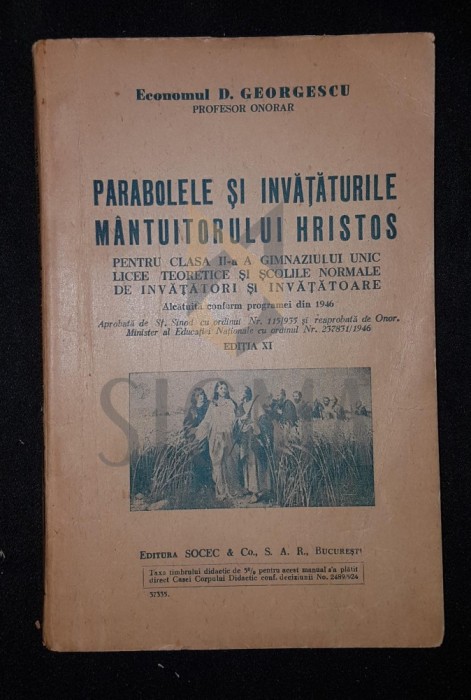 Economul D. GEORGESCU
PROFESOR ONORAR
PARABOLELE ȘI INVĂȚĂTURILE
MÂNTUITORULUI HRISTOS
PENTRU CLASA II-a A GIMNAZIULUI UNIC
LICEE TEORETICE ȘI ȘCOLILE NORMALE
DE INVĂȚĂTORI ȘI INVĂȚĂTOARE
Alcătuită conform programei din 1946
Aprobată de Sf. Sinod cu ordinul Nr. 115/935 și reaprobată de Onor.
Minister al Educației Naționale cu ordinul Nr. 257851/1946
EDIȚIA XI
SIGMA
EDITURA SOCEC & Co., S. A. R., BUCUREȘTI
Taxa timbrului didactic de 5% pentru acest manual s'a plătit
direct Casei Corpului Didactic conf. decisiunii No. 2489/924
37355.